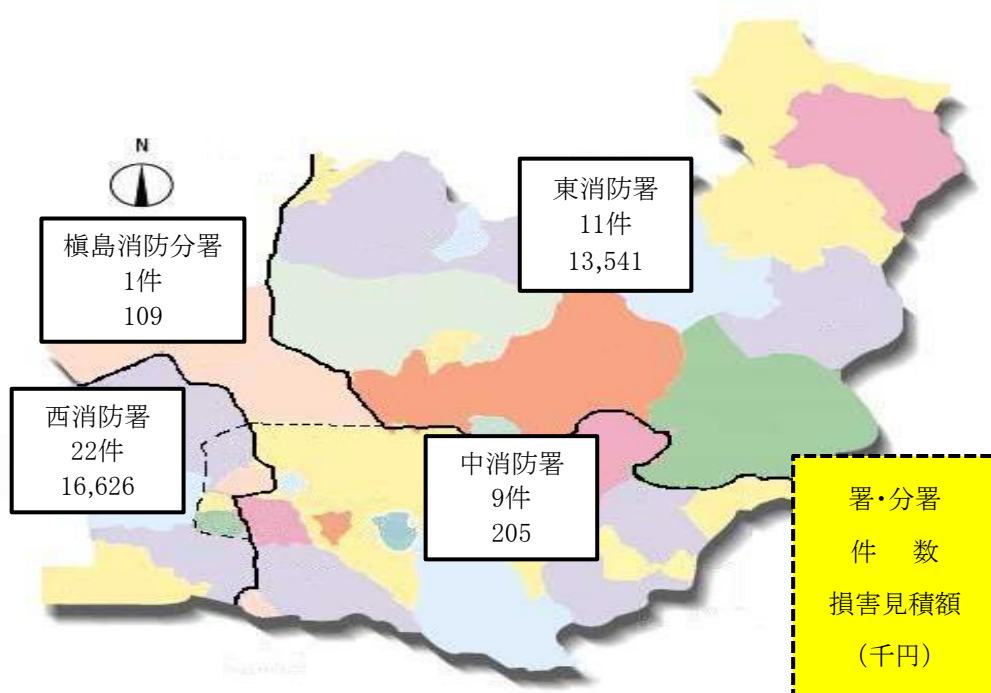 N
東消防署
11件
13,541
槇島消防分署
1件
109
西消防署
22件
16,626
中消防署
9件
205
署・分署
件　数
損害見積額
（千円）